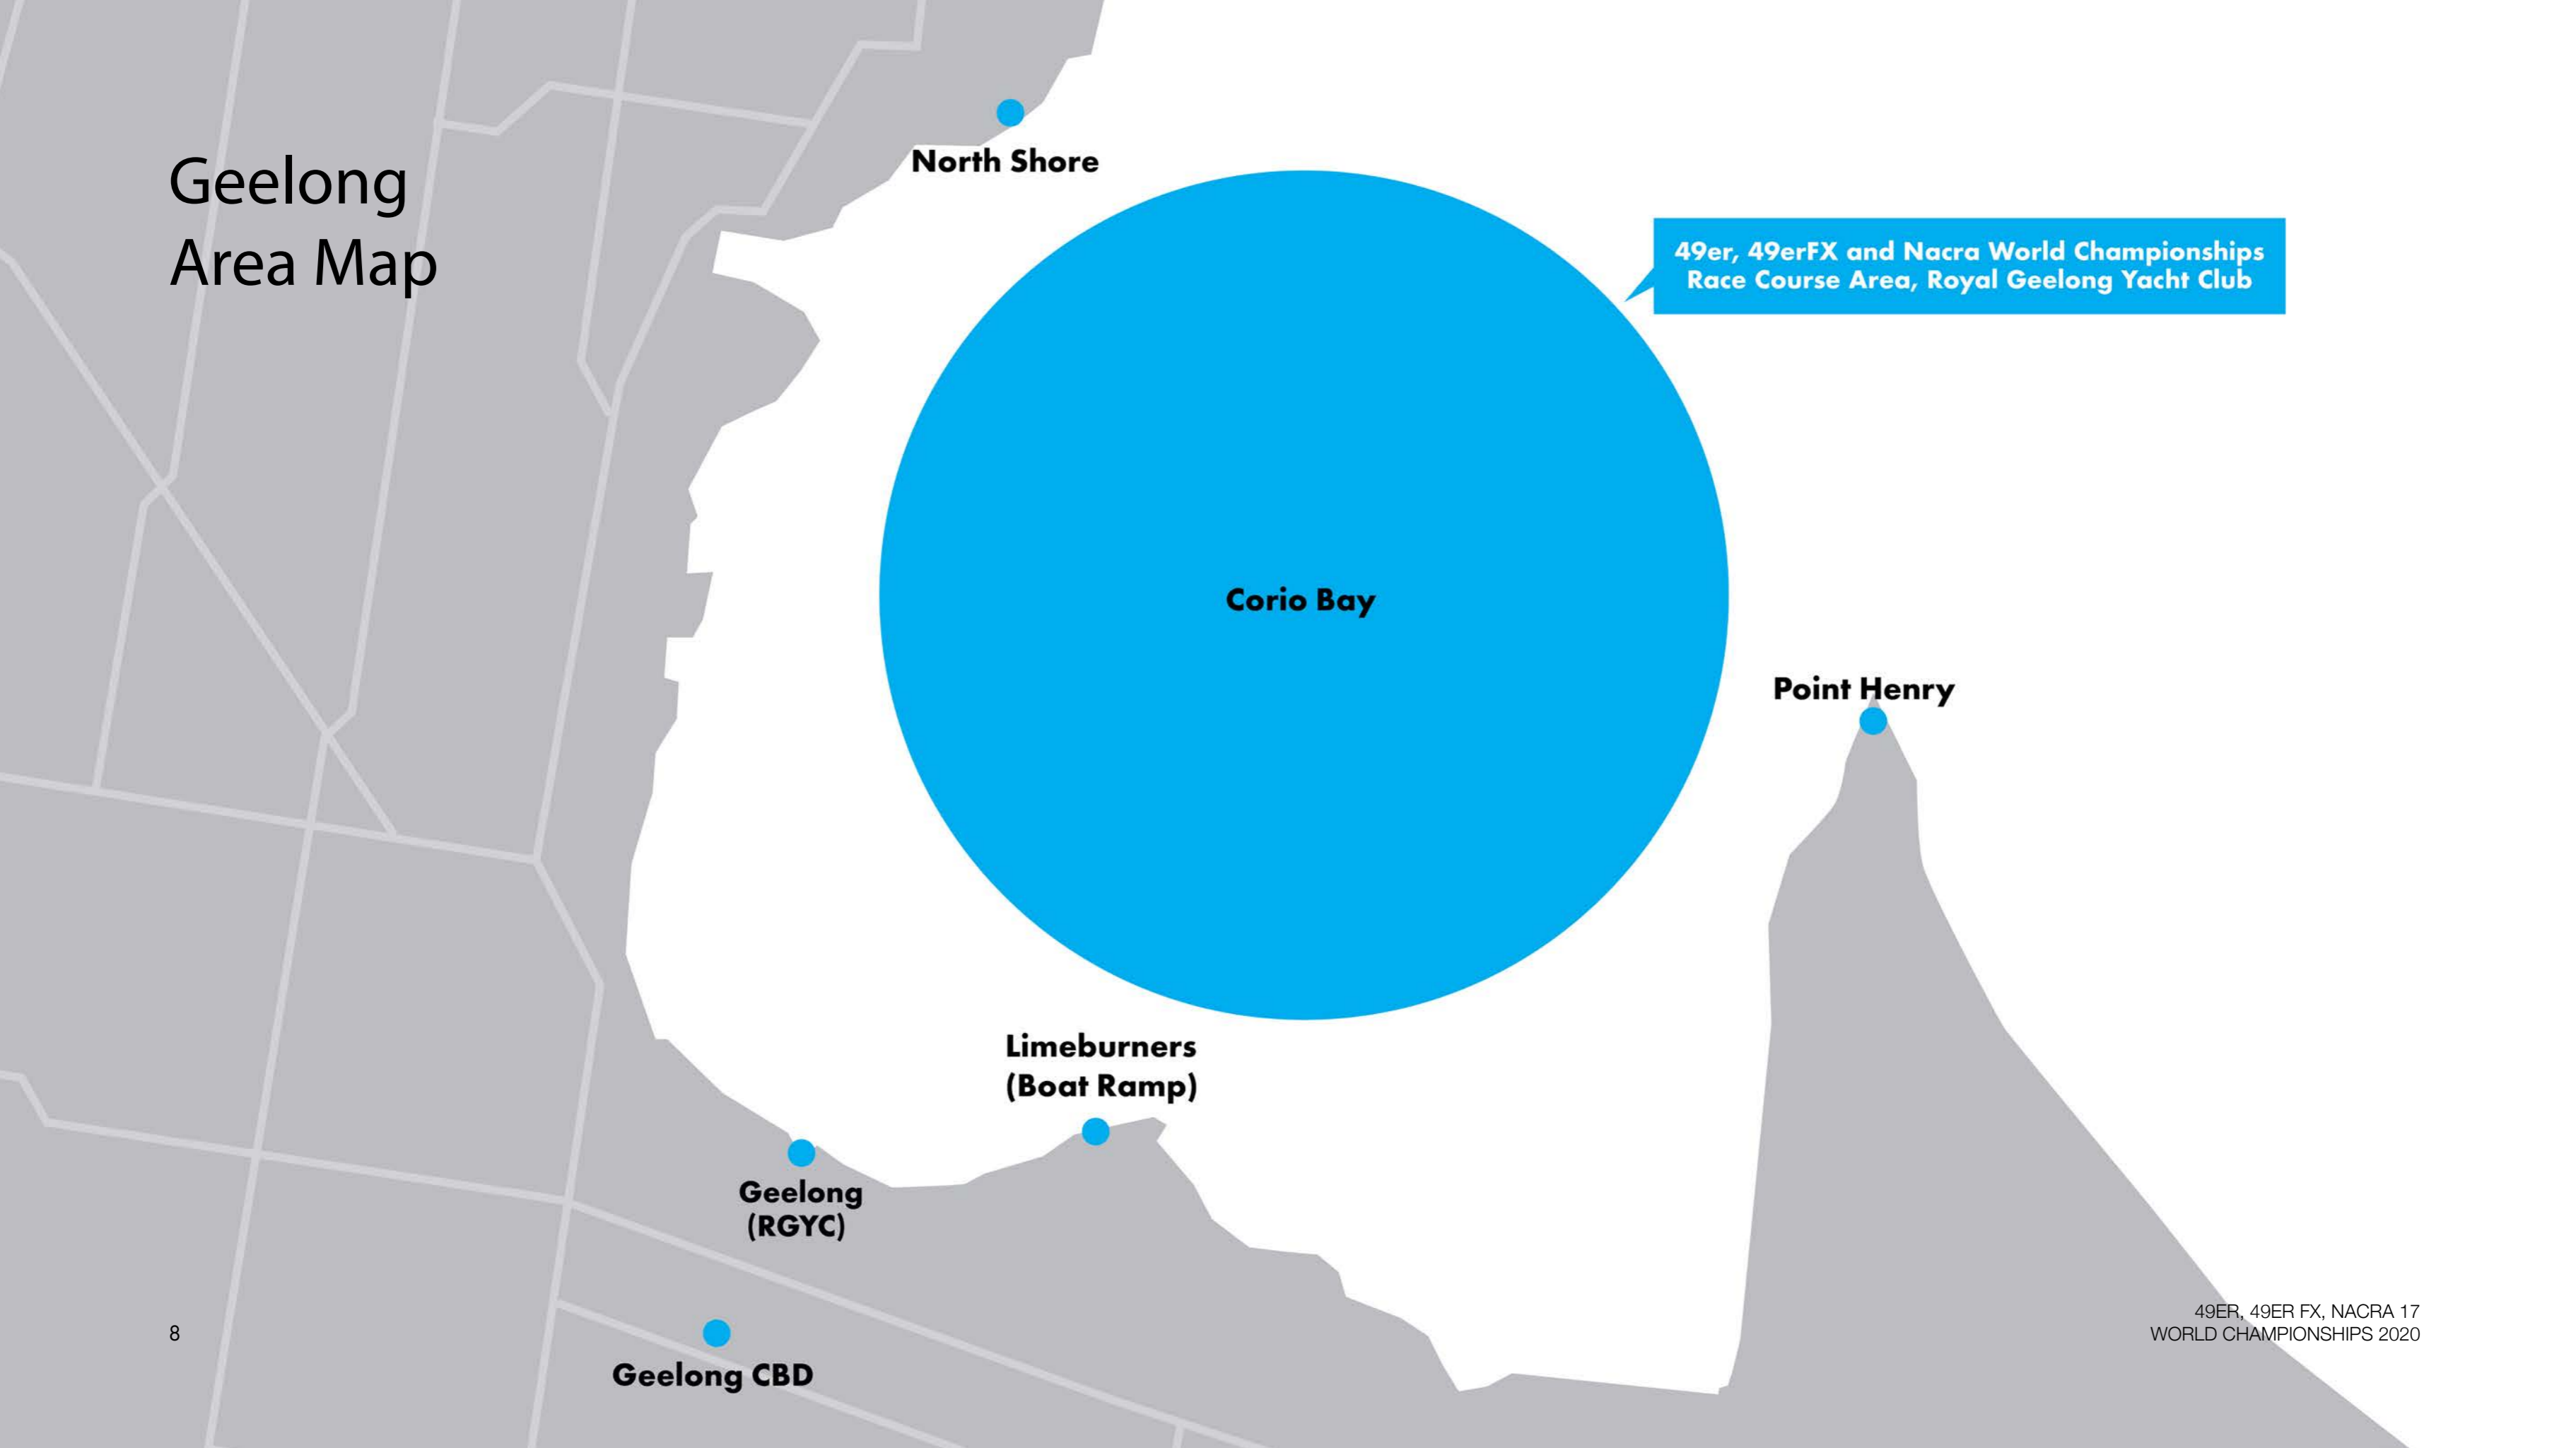 Geelong
Area Map
North Shore
49er, 49erFX and Nacra World Championships
Race Course Area, Royal Geelong Yacht Club
Corio Bay
Point Henry
Limeburners
(Boat Ramp)
Geelong
(RGYC)
Geelong CBD
8
49ER, 49ER FX, NACRA 17
WORLD CHAMPIONSHIPS 2020